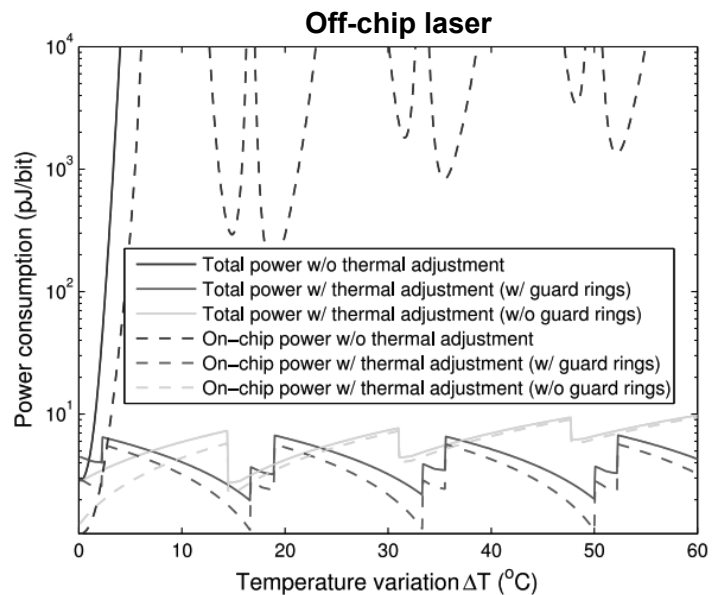 Off-chip laser
Power consumption (pJ/bit)
10^4
10^3
10^2
10^1
Total power w/o thermal adjustment
Total power w/ thermal adjustment (w/ guard rings)
Total power w/ thermal adjustment (w/o guard rings)
On−chip power w/o thermal adjustment
On−chip power w/ thermal adjustment (w/ guard rings)
On−chip power w/ thermal adjustment (w/o guard rings)
0 10 20 30 40 50 60
Temperature variation ΔT (°C)